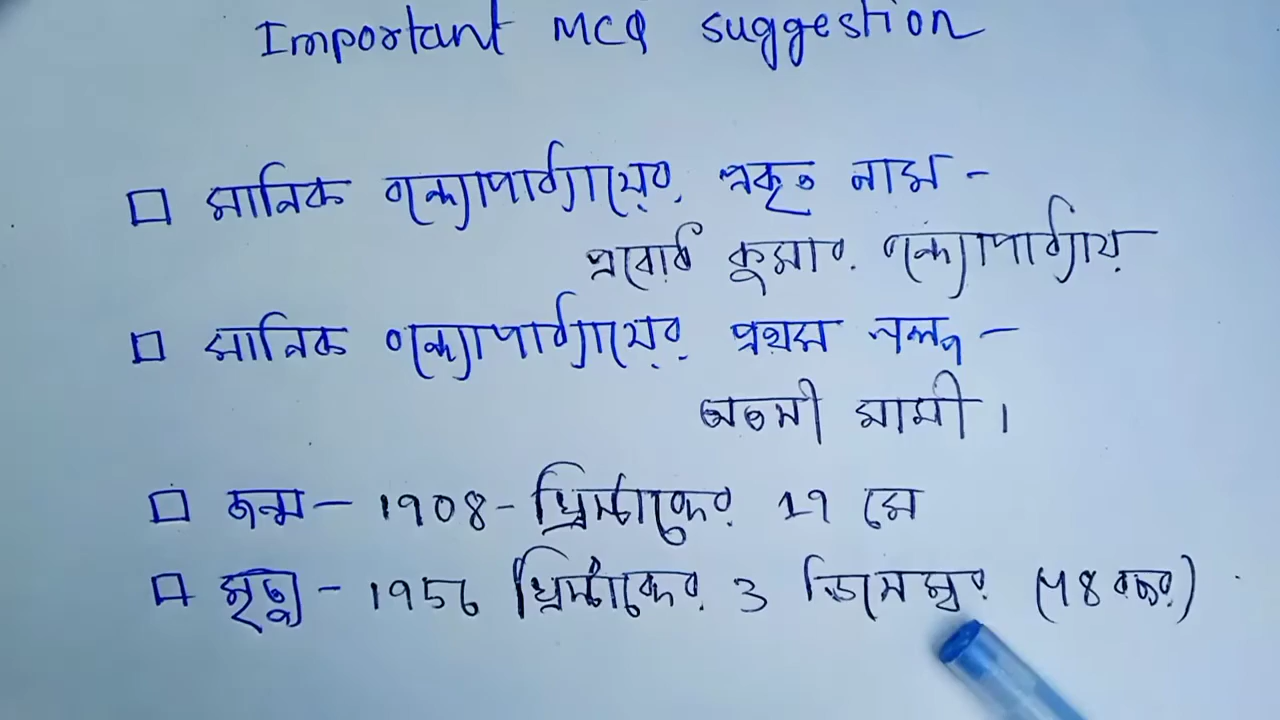 Important MCQ suggestion
□ মানিক বন্দ্যোপাধ্যায়ের প্রকৃত নাম -
প্রবোধ কুমার বন্দ্যোপাধ্যায়
□ মানিক বন্দ্যোপাধ্যায়ের প্রথম গল্প -
অতসী মামী।
□ জন্ম - 1908 - খ্রিস্টাব্দের 19 মে
□ মৃত্যু - 1956 খ্রিস্টাব্দের 3 ডিসেম্বর (48 বছর)